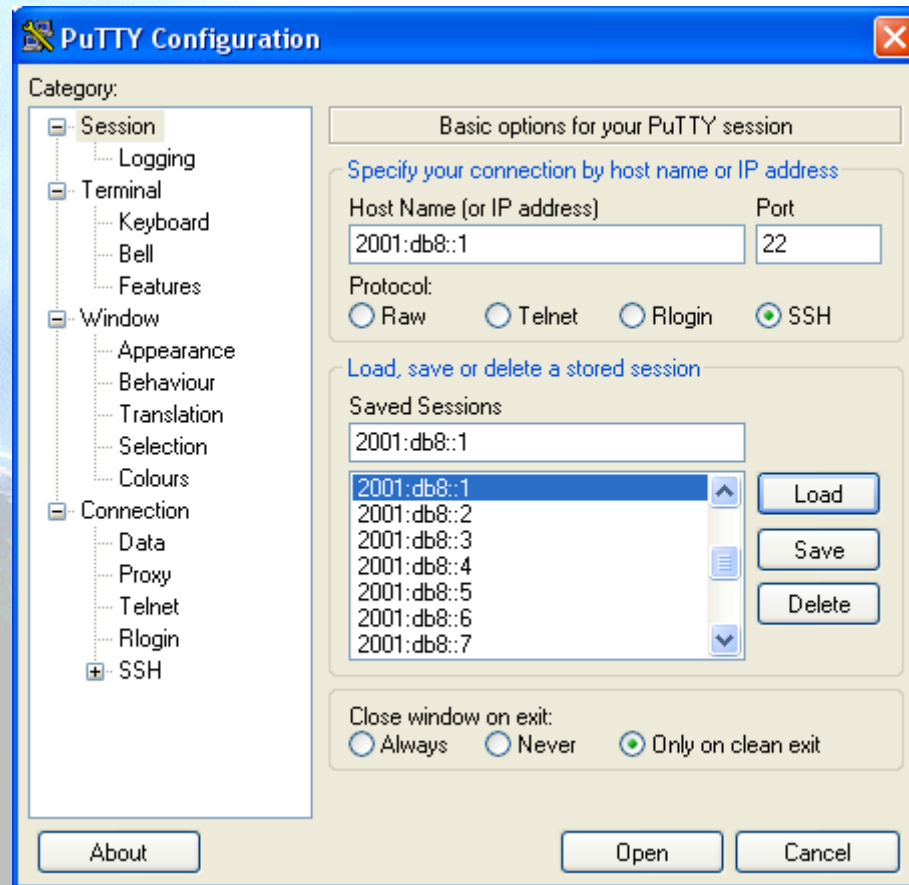 PuTTY Configuration
Category:
Session
Logging
Terminal
Keyboard
Bell
Features
Window
Appearance
Behaviour
Translation
Selection
Colours
Connection
Data
Proxy
Telnet
Rlogin
SSH
Basic options for your PuTTY session
Specify your connection by host name or IP address
Host Name (or IP address) Port
2001:db8::1 22
Protocol:
Raw Telnet Rlogin SSH
Load, save or delete a stored session
Saved Sessions
2001:db8::1
2001:db8::1
2001:db8::2
2001:db8::3
2001:db8::4
2001:db8::5
2001:db8::6
2001:db8::7
Load
Save
Delete
Close window on exit:
Always Never Only on clean exit
About Open Cancel